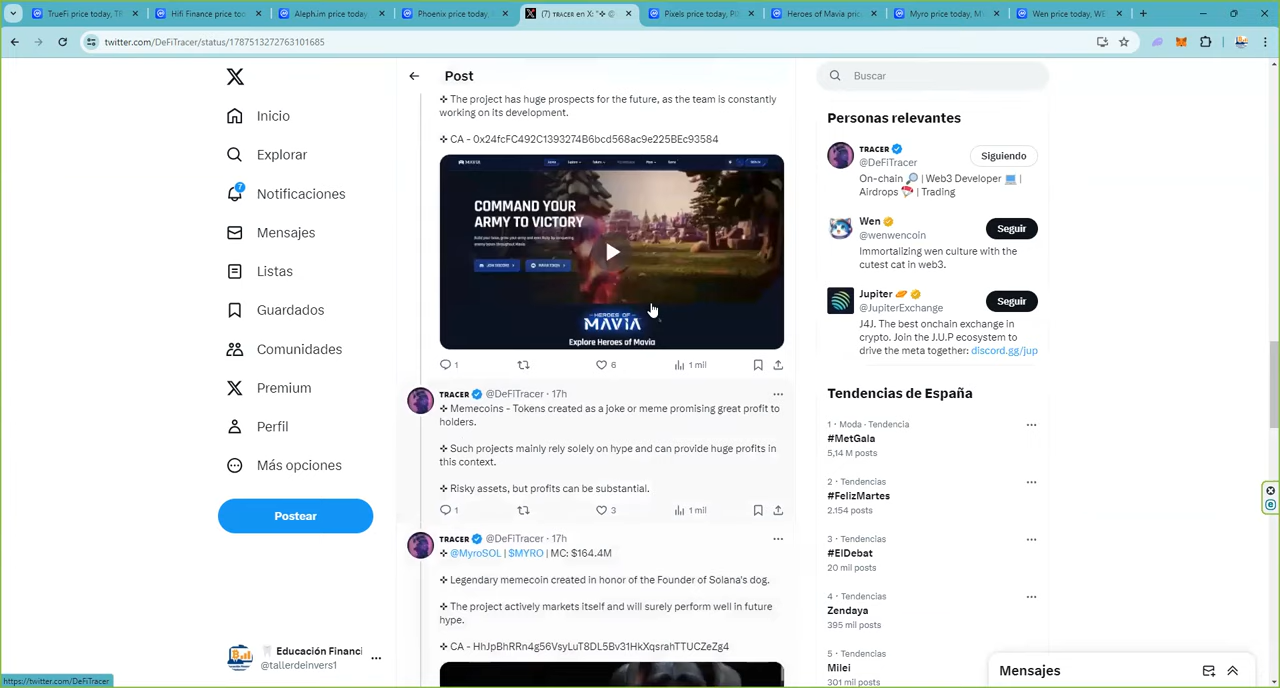 TrueFi price today, TR
Hifi Finance price too
Aleph.im price today,
Phoenix price today,
(7) TRACER en X: "✧
Pixels price today, PI
Heroes of Mavia pric
Myro price today, M
Wen price today, WE
twitter.com/DeFiTracer/status/1787513272763101685
Inicio
Explorar
7
Notificaciones
Mensajes
Listas
Guardados
Comunidades
Premium
Perfil
Más opciones
Postear
Educación Financi
@tallerdeinvers1
https://twitter.com/DeFiTracer
Post
✧ The project has huge prospects for the future, as the team is constantly
working on its development.
✧ CA - 0x24fcFC492C1393274B6bcd568ac9e225BEc93584
COMMAND YOUR
ARMY TO VICTORY
HEROES OF
MAVIA
Explore Heroes of Mavia
1
6
1 mil
TRACER @DeFiTracer · 17h
✧ Memecoins - Tokens created as a joke or meme promising great profit to
holders.
✧ Such projects mainly rely solely on hype and can provide huge profits in
this context.
✧ Risky assets, but profits can be substantial.
1
3
1 mil
TRACER @DeFiTracer · 17h
✧ @MyroSOL | $MYRO | MC: $164.4M
✧ Legendary memecoin created in honor of the Founder of Solana's dog.
✧ The project actively markets itself and will surely perform well in future
hype.
✧ CA - HhJpBhRRn4g56VsyLuT8DL5Bv31HkXqsrahTTUCZeZg4
Buscar
Personas relevantes
TRACER
@DeFiTracer
Siguiendo
On-chain 🔎 | Web3 Developer 💻 |
Airdrops 🪂 | Trading
Wen
@wenwencoin
Seguir
Immortalizing wen culture with the
cutest cat in web3.
Jupiter
@JupiterExchange
Seguir
J4J. The best onchain exchange in
crypto. Join the J.U.P ecosystem to
drive the meta together: discord.gg/jup
Tendencias de España
1 · Moda · Tendencia
#MetGala
5,14 M posts
2 · Tendencias
#FelizMartes
2.154 posts
3 · Tendencias
#ElDebate
20 mil posts
4 · Tendencias
Zendaya
395 mil posts
5 · Tendencias
Milei
301 mil posts
Mensajes